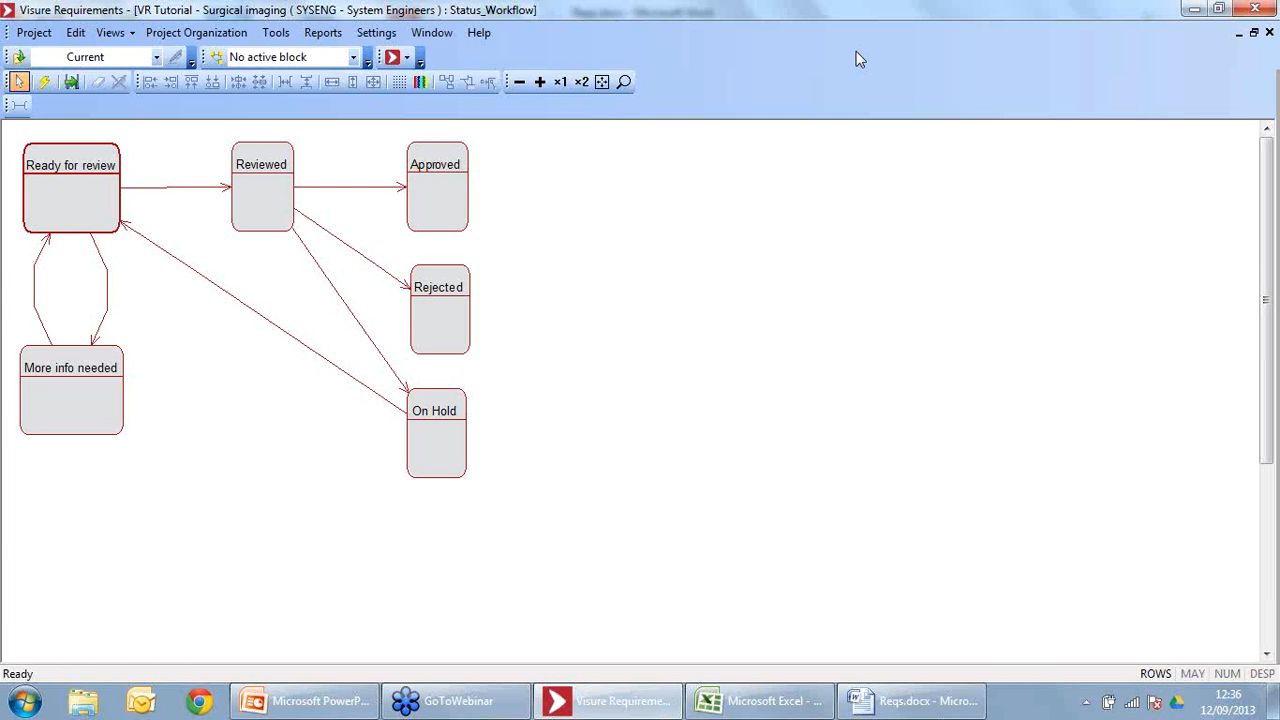 Visure Requirements - [VR Tutorial - Surgical imaging ( SYSENG - System Engineers ) : Status_Workflow]
Project Edit Views Project Organization Tools Reports Settings Window Help
Current No active block
×1 ×2
Ready for review Reviewed Approved
Rejected
More info needed
On Hold
Ready ROWS MAY NUM DESP
Microsoft PowerP... GoToWebinar Visure Requireme... Microsoft Excel - ... Reqs.docx - Micro... 12:36
12/09/2013